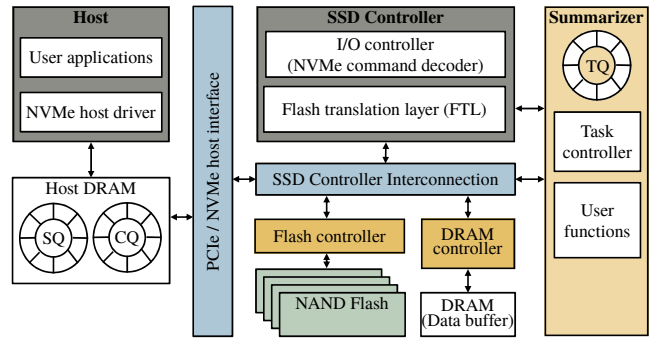 Host
User applications
NVMe host driver
Host DRAM
SQ
CQ
PCIe / NVMe host interface
SSD Controller
I/O controller
(NVMe command decoder)
Flash translation layer (FTL)
SSD Controller Interconnection
Flash controller
NAND Flash
DRAM
controller
DRAM
(Data buffer)
Summarizer
TQ
Task
controller
User
functions